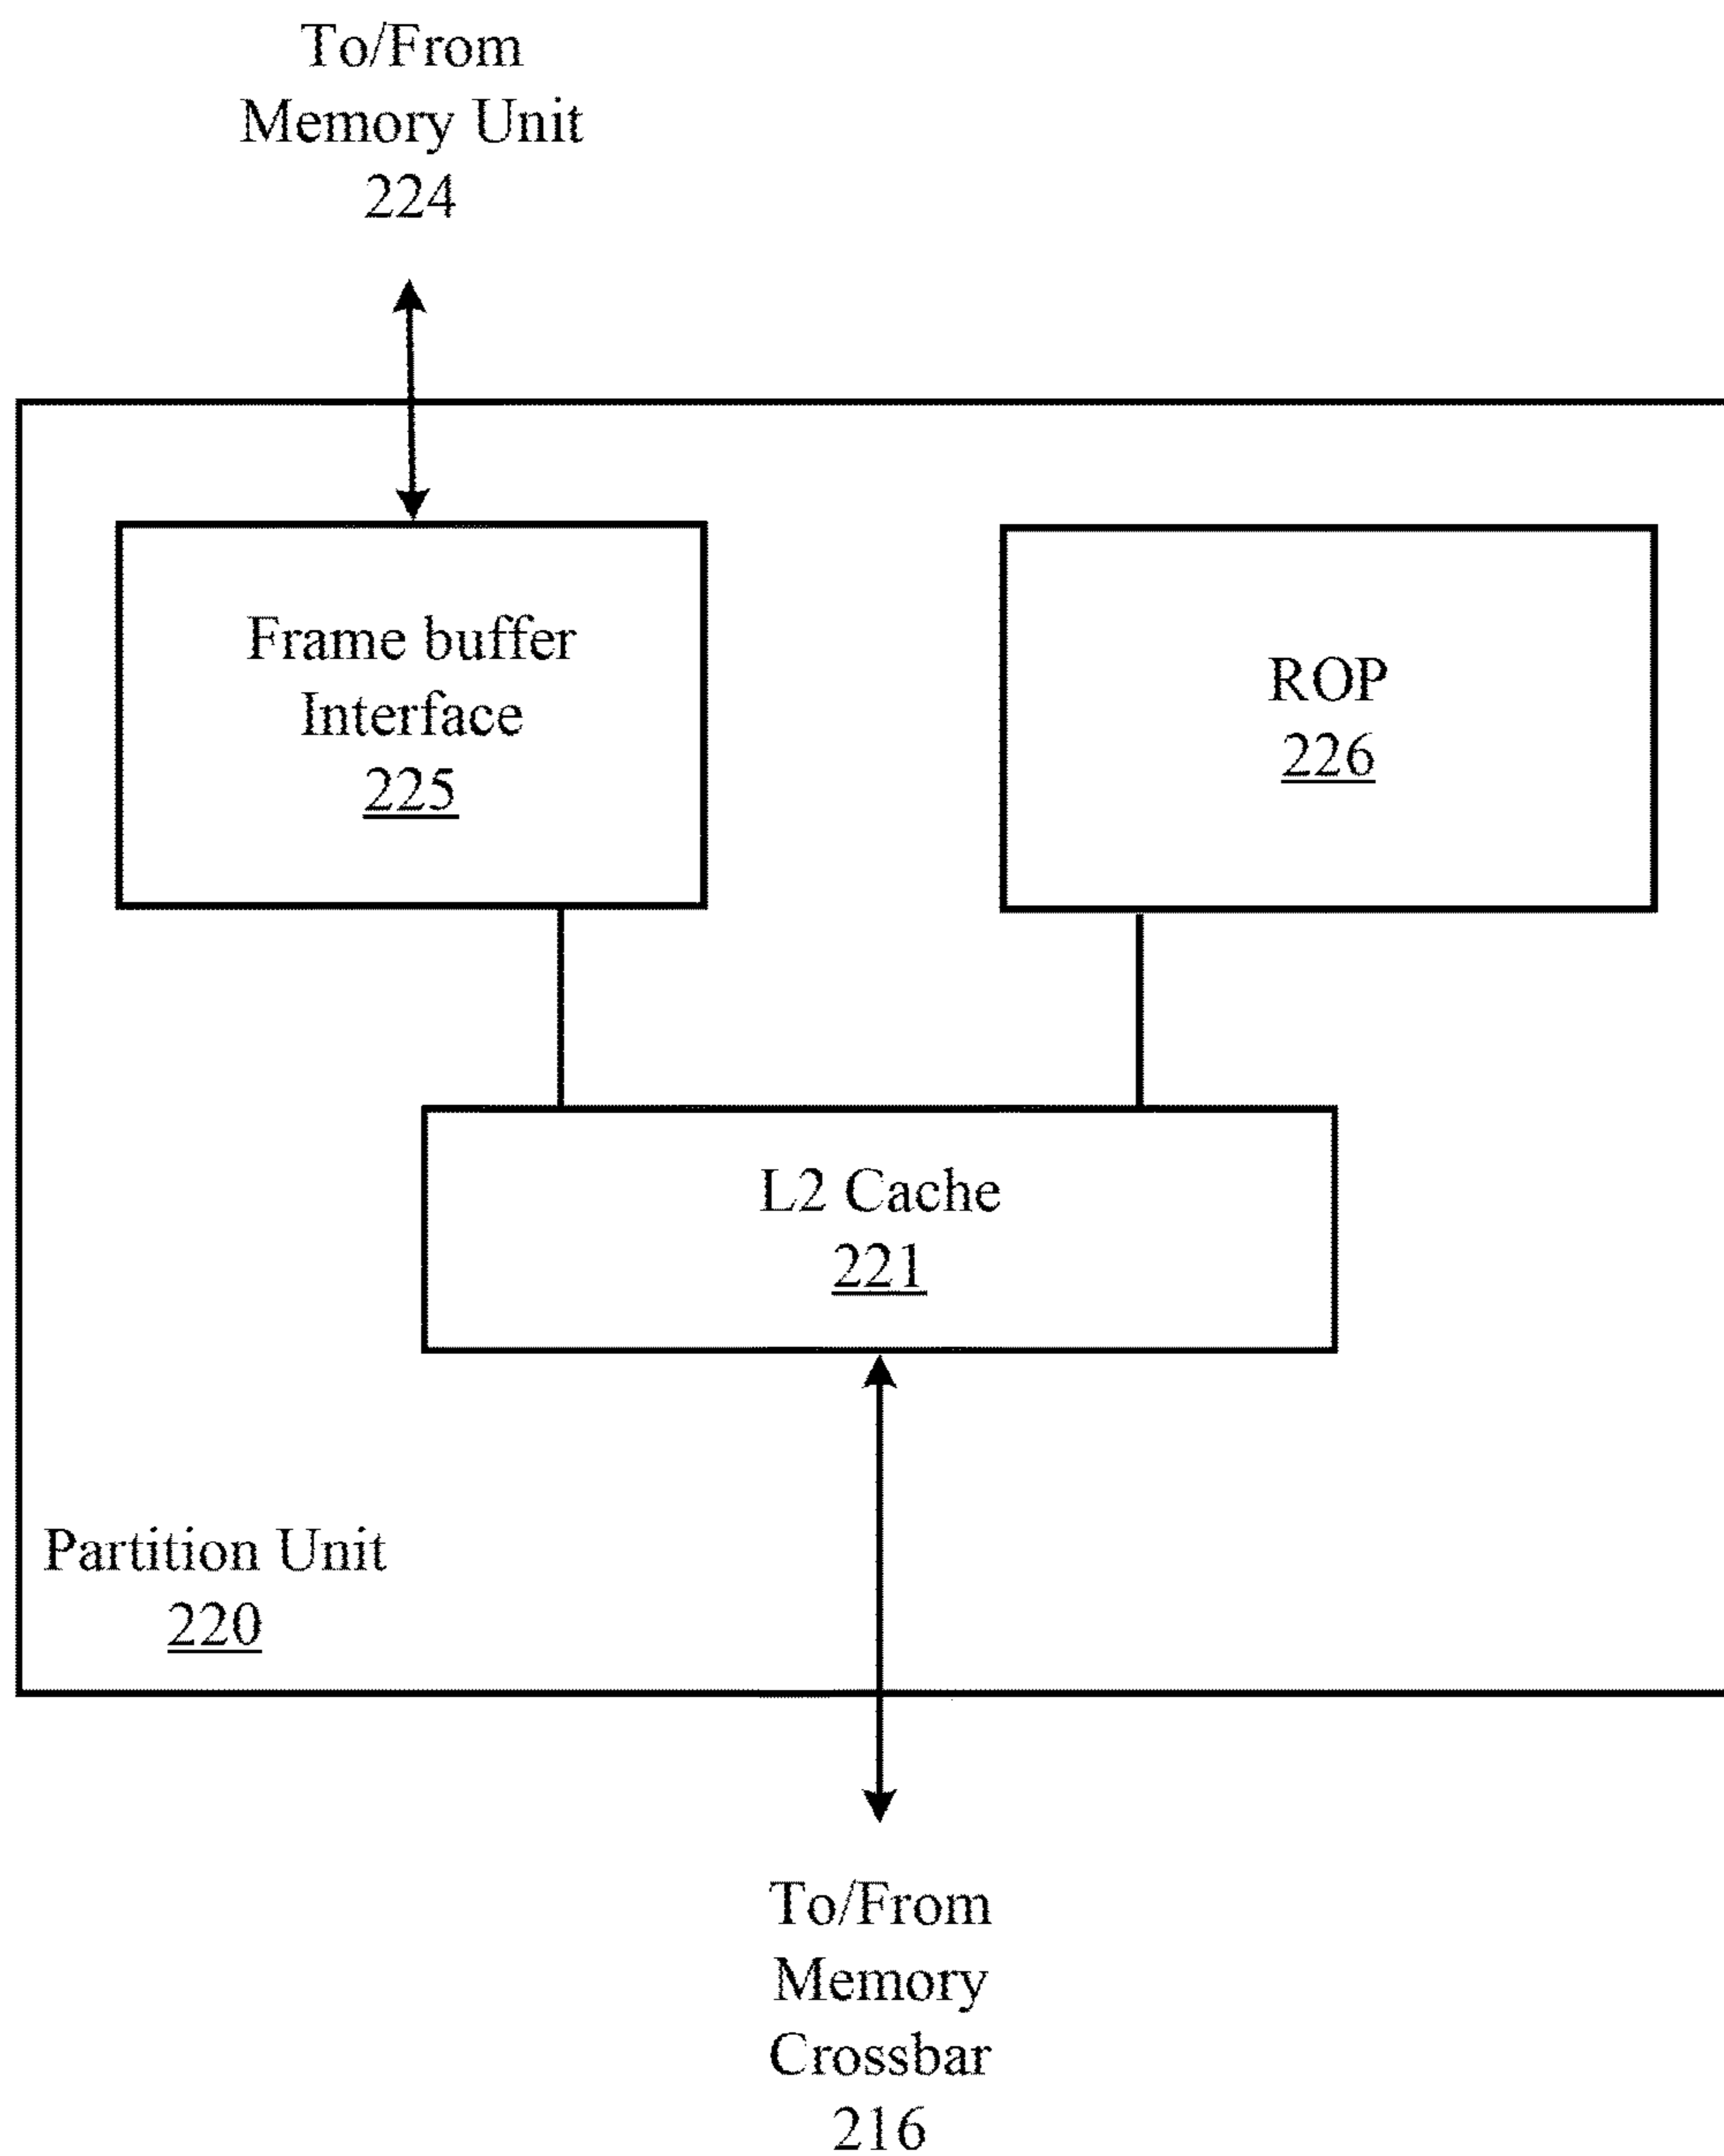 To/From
Memory Unit
224
Frame buffer
Interface
225
ROP
226
L2 Cache
221
Partition Unit
220
To/From
Memory
Crossbar
216